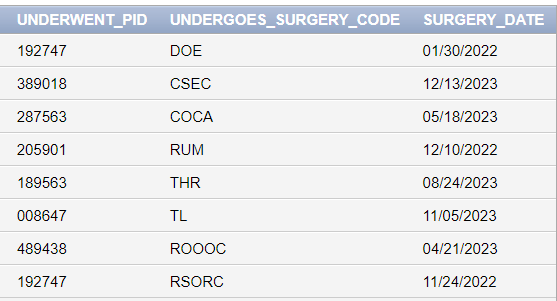 UNDERWENT_PID UNDERGOES_SURGERY_CODE SURGERY_DATE
192747 DOE 01/30/2022
389018 CSEC 12/13/2023
287563 COCA 05/18/2023
205901 RUM 12/10/2022
189563 THR 08/24/2023
008647 TL 11/05/2023
489438 ROOOC 04/21/2023
192747 RSORC 11/24/2022